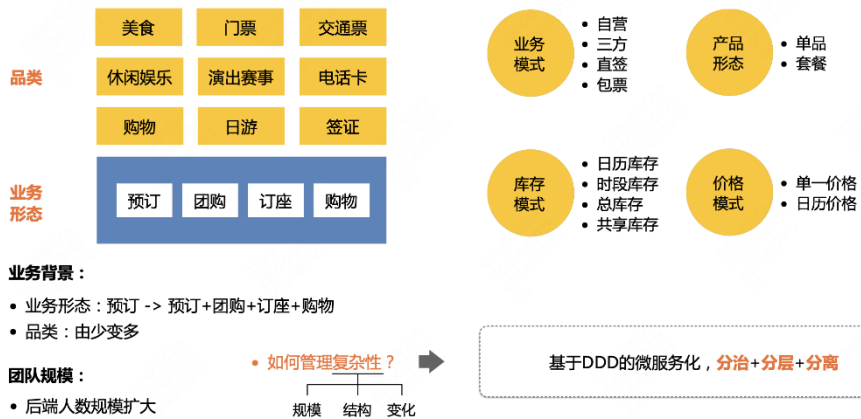 美食 门票 交通票
品类
休闲娱乐 演出赛事 电话卡
购物 日游 签证
业务
形态
预订 团购 订座 购物
业务
模式
• 自营
• 三方
• 直签
• 包票
产品
形态
• 单品
• 套餐
库存
模式
• 日历库存
• 时段库存
• 总库存
• 共享库存
价格
模式
• 单一价格
• 日历价格
业务背景：
• 业务形态：预订 -> 预订+团购+订座+购物
• 品类：由少变多
团队规模：
• 后端人数规模扩大
• 如何管理复杂性？
规模 结构 变化
基于DDD的微服务化，分治+分层+分离